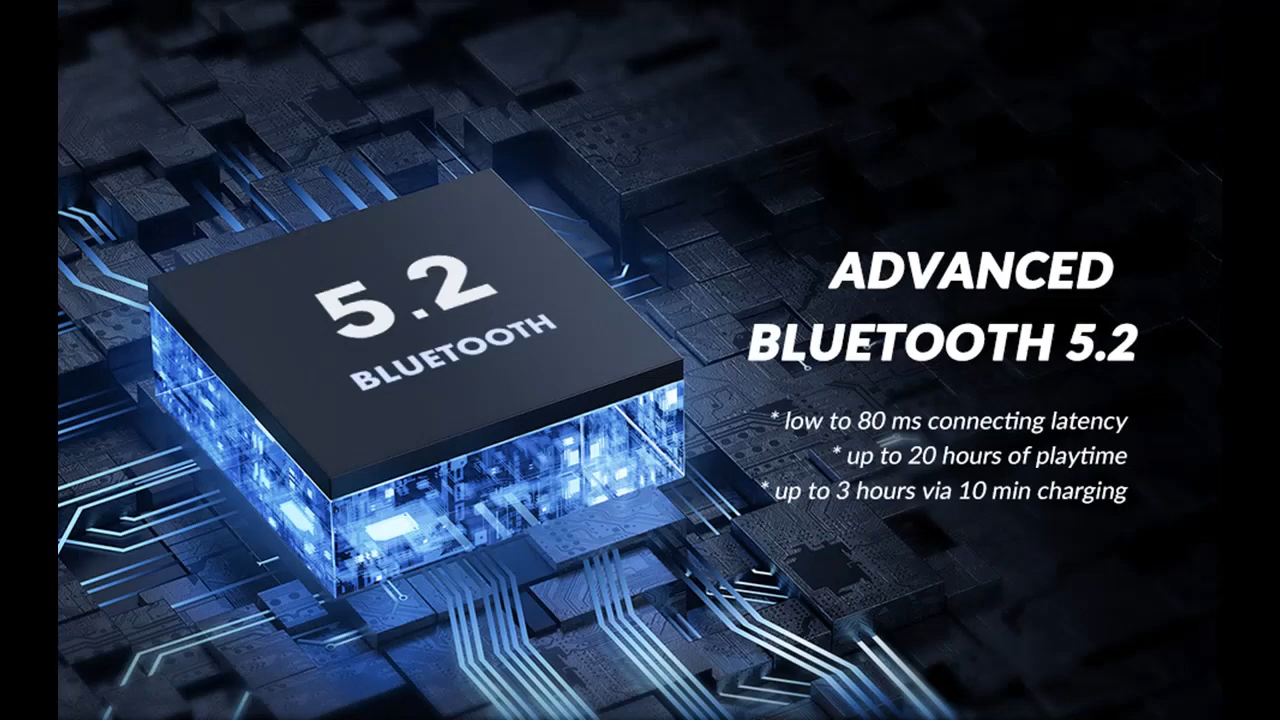 5.2
BLUETOOTH
ADVANCED
BLUETOOTH 5.2
* low to 80 ms connecting latency
* up to 20 hours of playtime
* up to 3 hours via 10 min charging